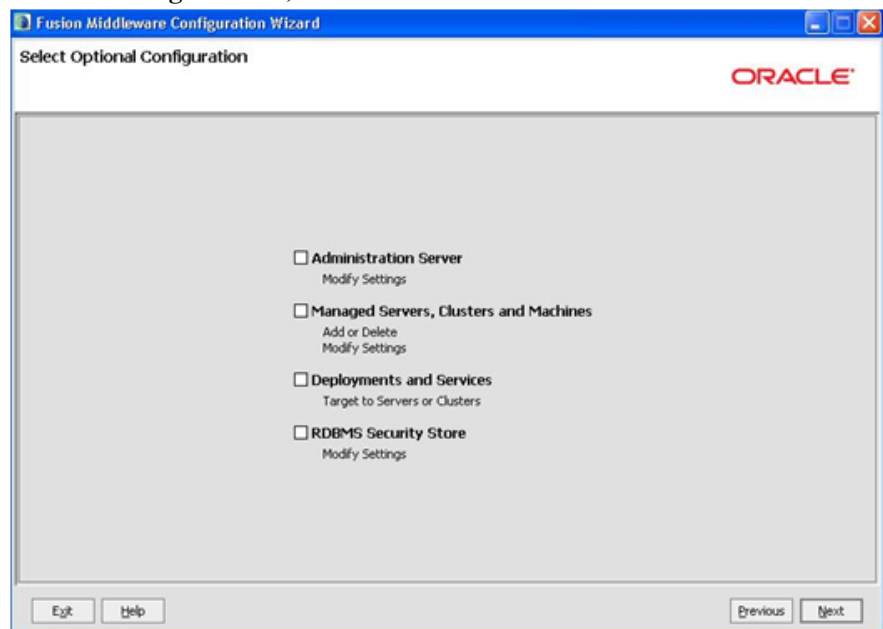 Fusion Middleware Configuration Wizard
Select Optional Configuration
ORACLE
Administration Server
Modify Settings
Managed Servers, Clusters and Machines
Add or Delete
Modify Settings
Deployments and Services
Target to Servers or Clusters
RDBMS Security Store
Modify Settings
Exit
Help
Previous
Next